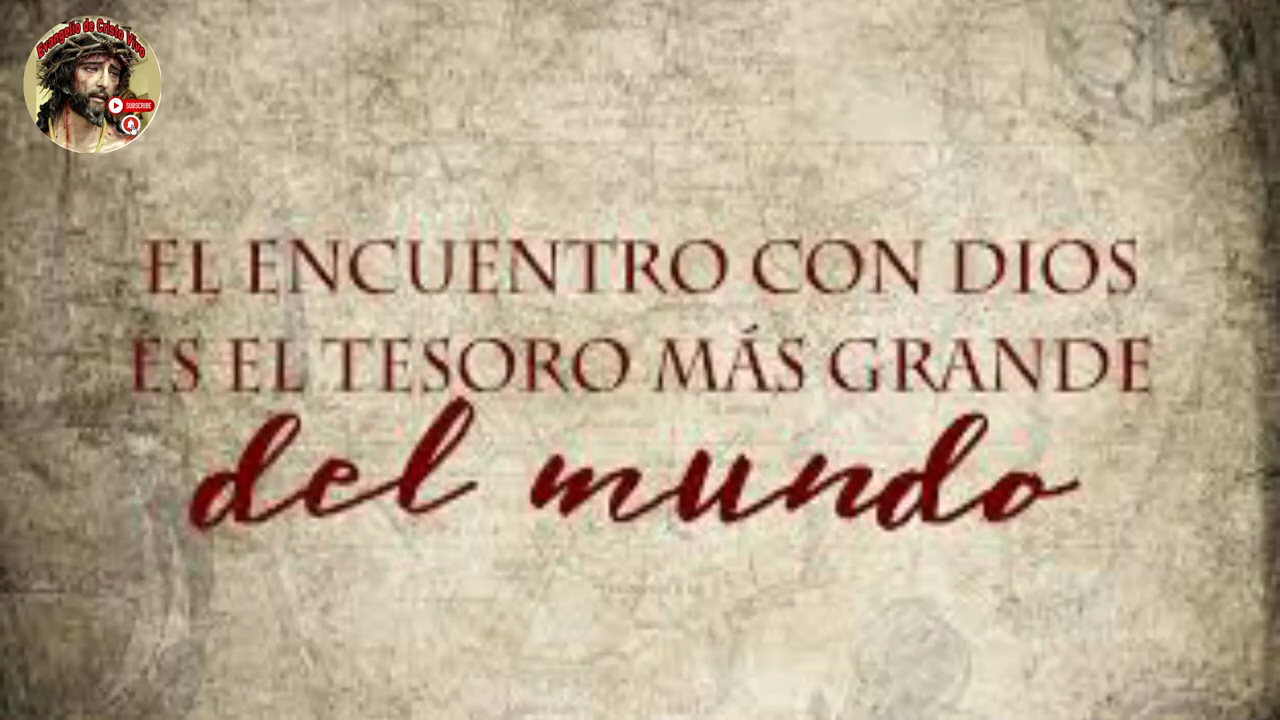 Evangelio de Cristo Vivo
SUBSCRIBE
EL ENCUENTRO CON DIOS
ES EL TESORO MÁS GRANDE
del mundo